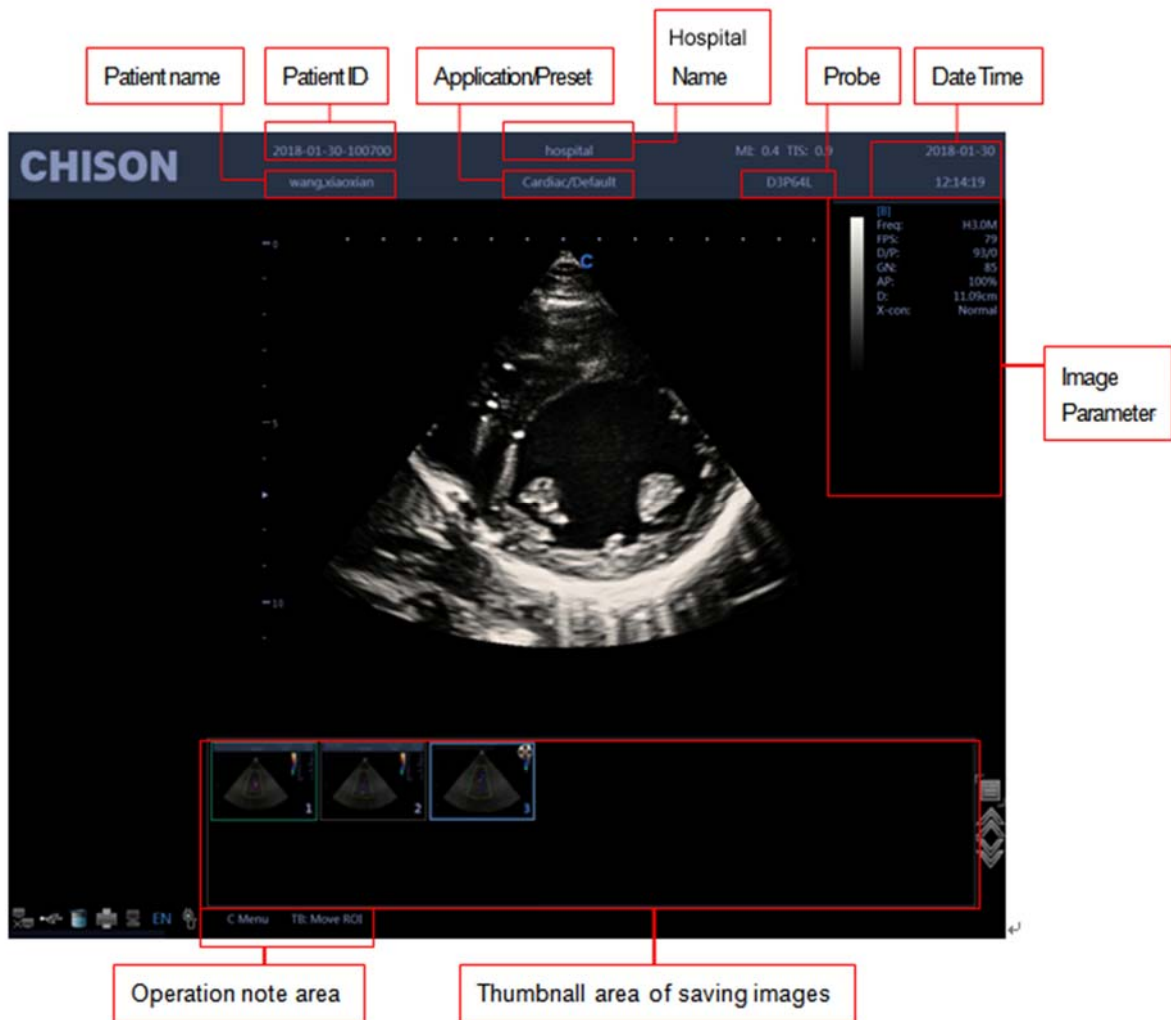 Hospital
Name
Patient name
Patient ID
Application/Preset
Probe
Date Time
CHISON
2018-01-30-100700
hospital
MI: 0.4 TIS: 0.9
2018-01-30
wang,xiaoxian
Cardiac/Default
D3P64L
12:14:19
[B]
Freq: H3.0M
FPS: 79
D/P: 93/0
GN: 85
AP: 100%
D: 11.09cm
X-con: Normal
0
C
5
10
Image
Parameter
1
2
3
EN
C Menu
TB: Move ROI
Operation note area
Thumbnall area of saving images